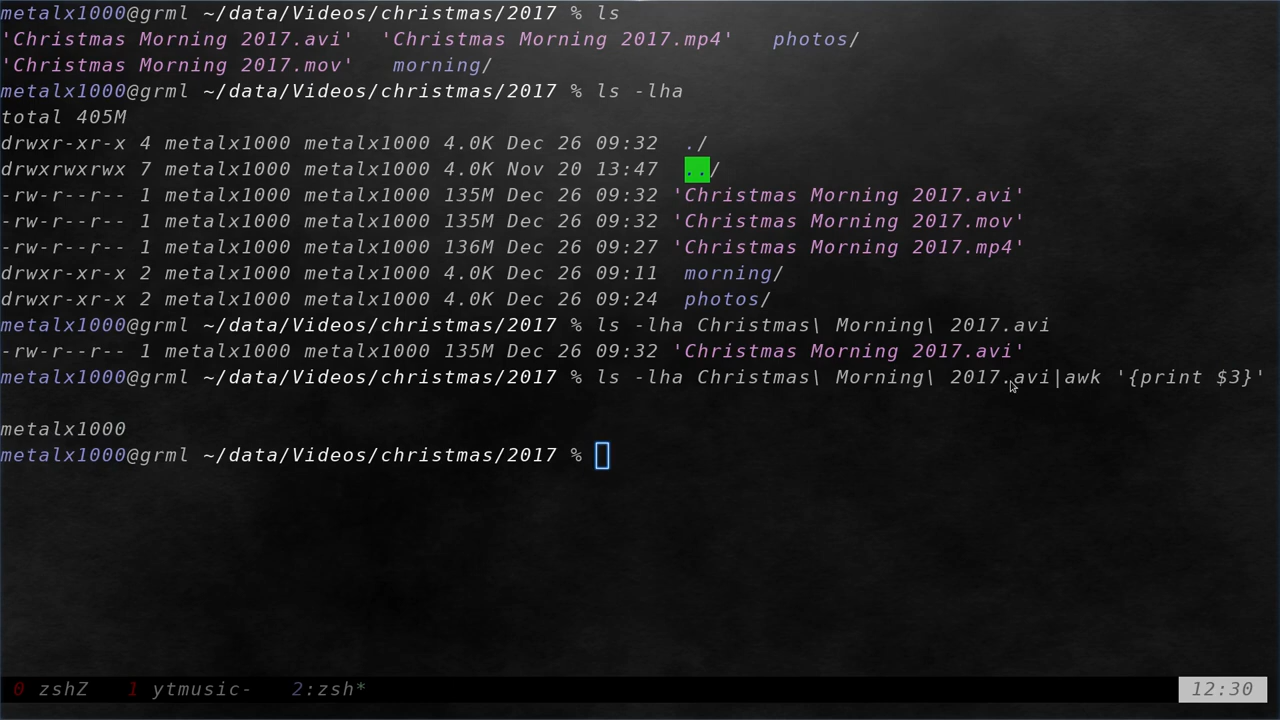 metalx1000@grml ~/data/Videos/christmas/2017 % ls
'Christmas Morning 2017.avi'  'Christmas Morning 2017.mp4'   photos/
'Christmas Morning 2017.mov'   morning/
metalx1000@grml ~/data/Videos/christmas/2017 % ls -lha
total 405M
drwxr-xr-x 4 metalx1000 metalx1000 4.0K Dec 26 09:32  ./
drwxrwxrwx 7 metalx1000 metalx1000 4.0K Nov 20 13:47  ../
-rw-r--r-- 1 metalx1000 metalx1000 135M Dec 26 09:32 'Christmas Morning 2017.avi'
-rw-r--r-- 1 metalx1000 metalx1000 135M Dec 26 09:32 'Christmas Morning 2017.mov'
-rw-r--r-- 1 metalx1000 metalx1000 136M Dec 26 09:27 'Christmas Morning 2017.mp4'
drwxr-xr-x 2 metalx1000 metalx1000 4.0K Dec 26 09:11  morning/
drwxr-xr-x 2 metalx1000 metalx1000 4.0K Dec 26 09:24  photos/
metalx1000@grml ~/data/Videos/christmas/2017 % ls -lha Christmas\ Morning\ 2017.avi
-rw-r--r-- 1 metalx1000 metalx1000 135M Dec 26 09:32 'Christmas Morning 2017.avi'
metalx1000@grml ~/data/Videos/christmas/2017 % ls -lha Christmas\ Morning\ 2017.avi|awk '{print $3}'
metalx1000
metalx1000@grml ~/data/Videos/christmas/2017 %
0 zshZ   1 ytmusic-   2:zsh*   12:30